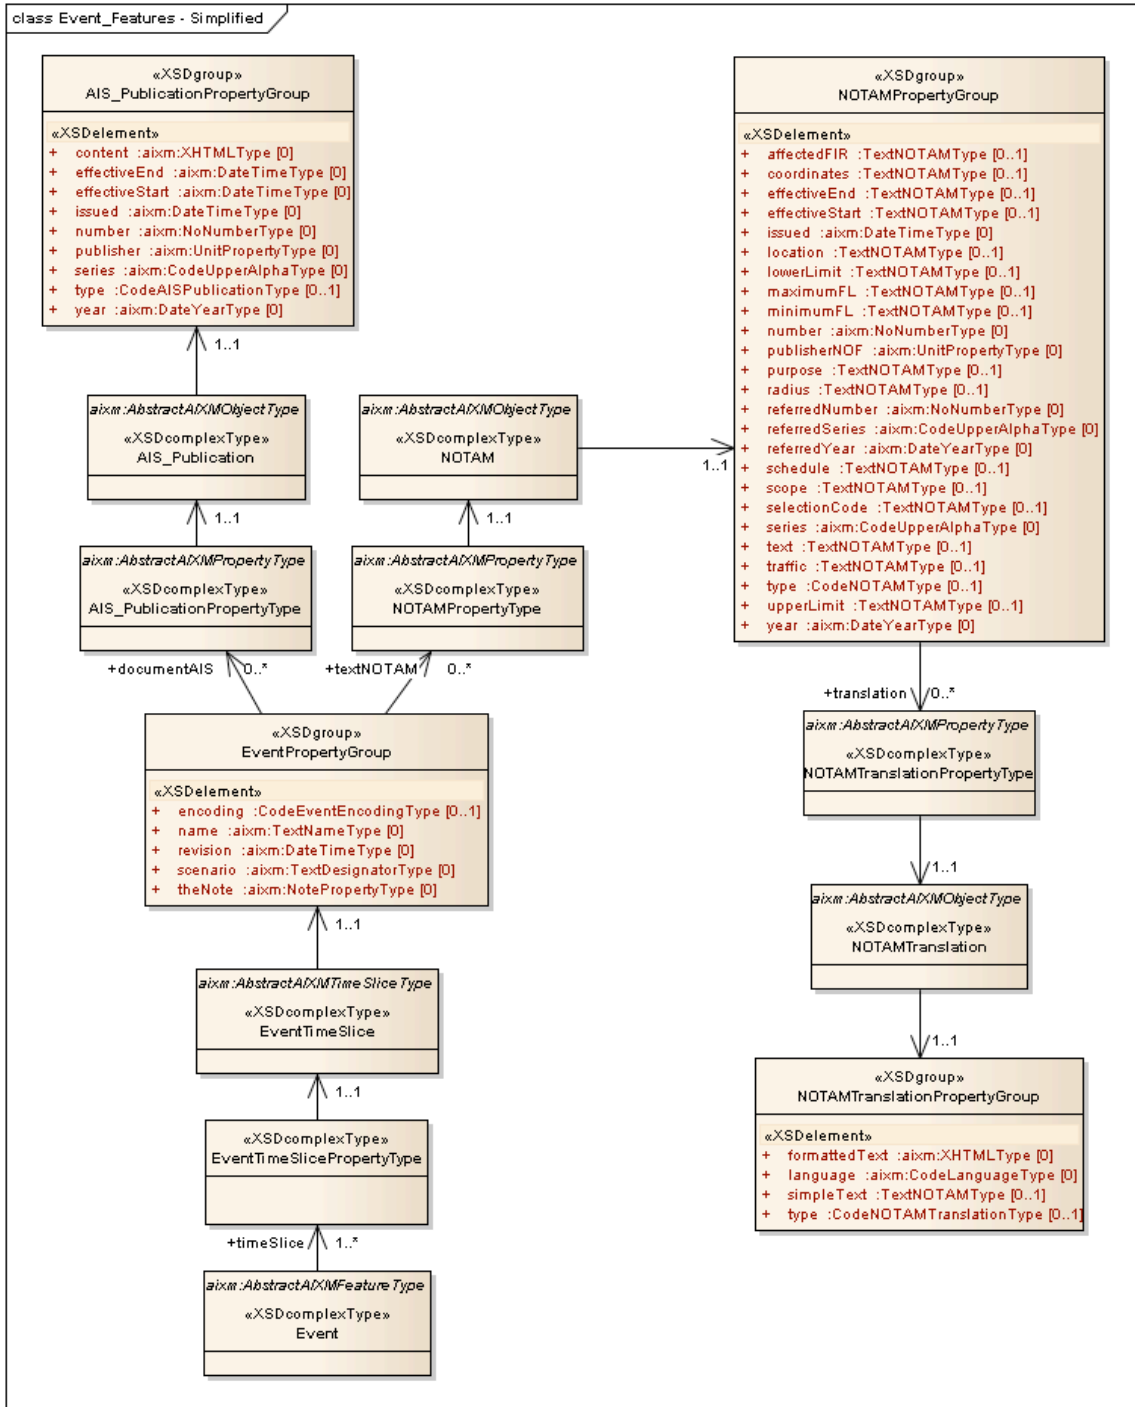 class Event_Features - Simplified
«XSDgroup»
AIS_PublicationPropertyGroup
«XSDelement»
+ content :aixm:XHTMLType [0]
+ effectiveEnd :aixm:DateTimeType [0]
+ effectiveStart :aixm:DateTimeType [0]
+ issued :aixm:DateTimeType [0]
+ number :aixm:NoNumberType [0]
+ publisher :aixm:UnitPropertyType [0]
+ series :aixm:CodeUpperAlphaType [0]
+ type :CodeAISPublicationType [0..1]
+ year :aixm:DateYearType [0]
1..1
aixm:AbstractAIXMObjectType
«XSDcomplexType»
AIS_Publication
1..1
aixm:AbstractAIXMPropertyType
«XSDcomplexType»
AIS_PublicationPropertyType
+documentAIS 0..*
aixm:AbstractAIXMObjectType
«XSDcomplexType»
NOTAM
1..1
1..1
aixm:AbstractAIXMPropertyType
«XSDcomplexType»
NOTAMPropertyType
+textNOTAM 0..*
«XSDgroup»
EventPropertyGroup
«XSDelement»
+ encoding :CodeEventEncodingType [0..1]
+ name :aixm:TextNameType [0]
+ revision :aixm:DateTimeType [0]
+ scenario :aixm:TextDesignatorType [0]
+ theNote :aixm:NotePropertyType [0]
1..1
aixm:AbstractAIXMTimeSliceType
«XSDcomplexType»
EventTimeSlice
1..1
«XSDcomplexType»
EventTimeSlicePropertyType
+timeSlice 1..*
aixm:AbstractAIXMFeatureType
«XSDcomplexType»
Event
«XSDgroup»
NOTAMPropertyGroup
«XSDelement»
+ affectedFIR :TextNOTAMType [0..1]
+ coordinates :TextNOTAMType [0..1]
+ effectiveEnd :TextNOTAMType [0..1]
+ effectiveStart :TextNOTAMType [0..1]
+ issued :aixm:DateTimeType [0]
+ location :TextNOTAMType [0..1]
+ lowerLimit :TextNOTAMType [0..1]
+ maximumFL :TextNOTAMType [0..1]
+ minimumFL :TextNOTAMType [0..1]
+ number :aixm:NoNumberType [0]
+ publisherNOF :aixm:UnitPropertyType [0]
+ purpose :TextNOTAMType [0..1]
+ radius :TextNOTAMType [0..1]
+ referredNumber :aixm:NoNumberType [0]
+ referredSeries :aixm:CodeUpperAlphaType [0]
+ referredYear :aixm:DateYearType [0]
+ schedule :TextNOTAMType [0..1]
+ scope :TextNOTAMType [0..1]
+ selectionCode :TextNOTAMType [0..1]
+ series :aixm:CodeUpperAlphaType [0]
+ text :TextNOTAMType [0..1]
+ traffic :TextNOTAMType [0..1]
+ type :CodeNOTAMType [0..1]
+ upperLimit :TextNOTAMType [0..1]
+ year :aixm:DateYearType [0]
+translation 0..*
aixm:AbstractAIXMPropertyType
«XSDcomplexType»
NOTAMTranslationPropertyType
1..1
aixm:AbstractAIXMObjectType
«XSDcomplexType»
NOTAMTranslation
1..1
«XSDgroup»
NOTAMTranslationPropertyGroup
«XSDelement»
+ formattedText :aixm:XHTMLType [0]
+ language :aixm:CodeLanguageType [0]
+ simpleText :TextNOTAMType [0..1]
+ type :CodeNOTAMTranslationType [0..1]